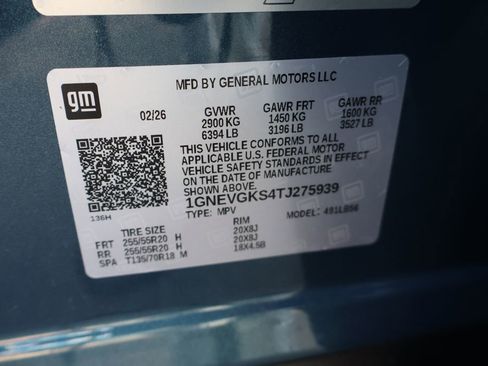 MFD BY GENERAL MOTORS LLC
gm
02/26
GVWR GAWR FRT GAWR RR
2900 KG 1450 KG 1600 KG
6394 LB 3196 LB 3527 LB
THIS VEHICLE CONFORMS TO ALL
APPLICABLE U.S. FEDERAL MOTOR
VEHICLE SAFETY STANDARDS IN EFFECT
ON THE DATE OF MANUFACTURE
SHOWN ABOVE.
1GNEVGKS4TJ275939
136H
TYPE: MPV MODEL: 491LB56
TIRE SIZE RIM
FRT 255/55R20 H 20X8J
RR 255/55R20 H 20X8J
SPA T135/70R18 M 18X4.5B